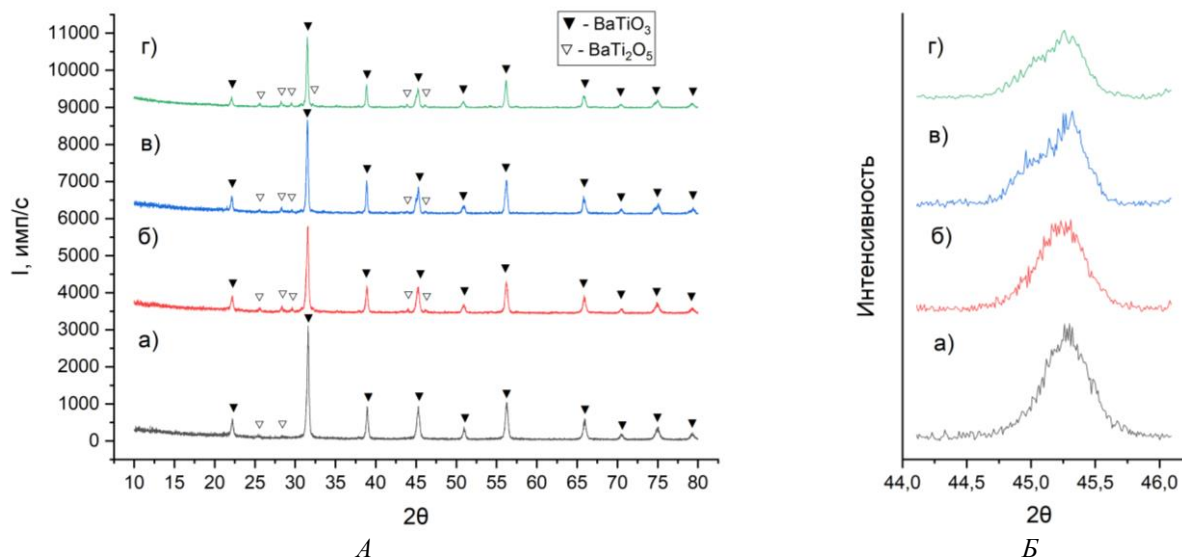 ▼ - BaTiO₃
▽ - BaTi₂O₅
11000
10000
9000
8000
7000
6000
5000
4000
3000
2000
1000
0
I, имп/с
г)
в)
б)
а)
10 15 20 25 30 35 40 45 50 55 60 65 70 75 80
2θ
А
Интенсивность
г)
в)
б)
а)
44,0 44,5 45,0 45,5 46,0
2θ
Б